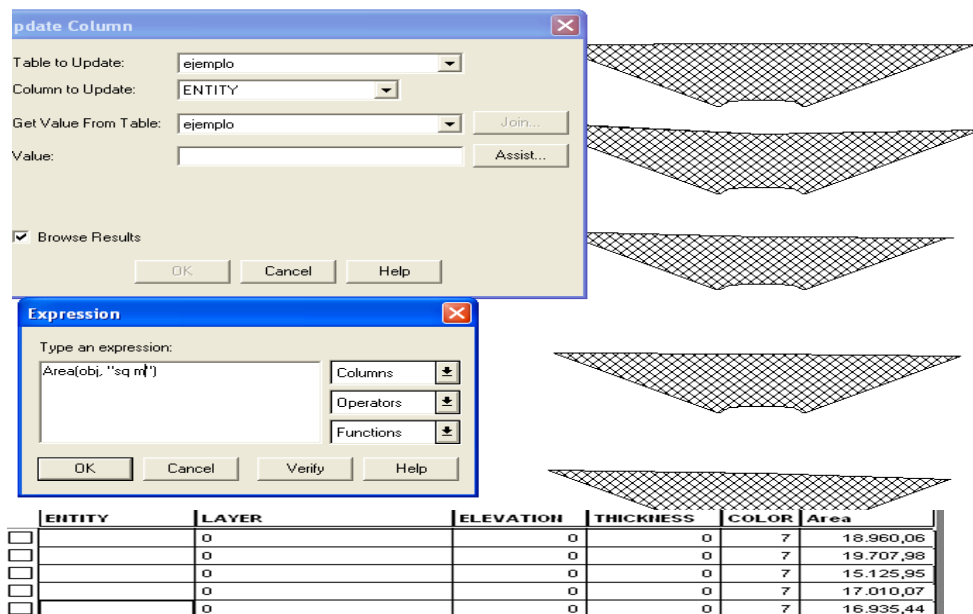 pdate Column
Table to Update: ejemplo
Column to Update: ENTITY
Get Value From Table: ejemplo Join...
Value: Assist...
Browse Results
OK Cancel Help
Expression
Type an expression:
Area(obj, "sq m")
Columns
Operators
Functions
OK Cancel Verify Help
ENTITY LAYER ELEVATION THICKNESS COLOR Area
0 0 0 7 18.960,06
0 0 0 7 19.707,98
0 0 0 7 15.125,95
0 0 0 7 17.010,07
0 0 0 7 16.935,44